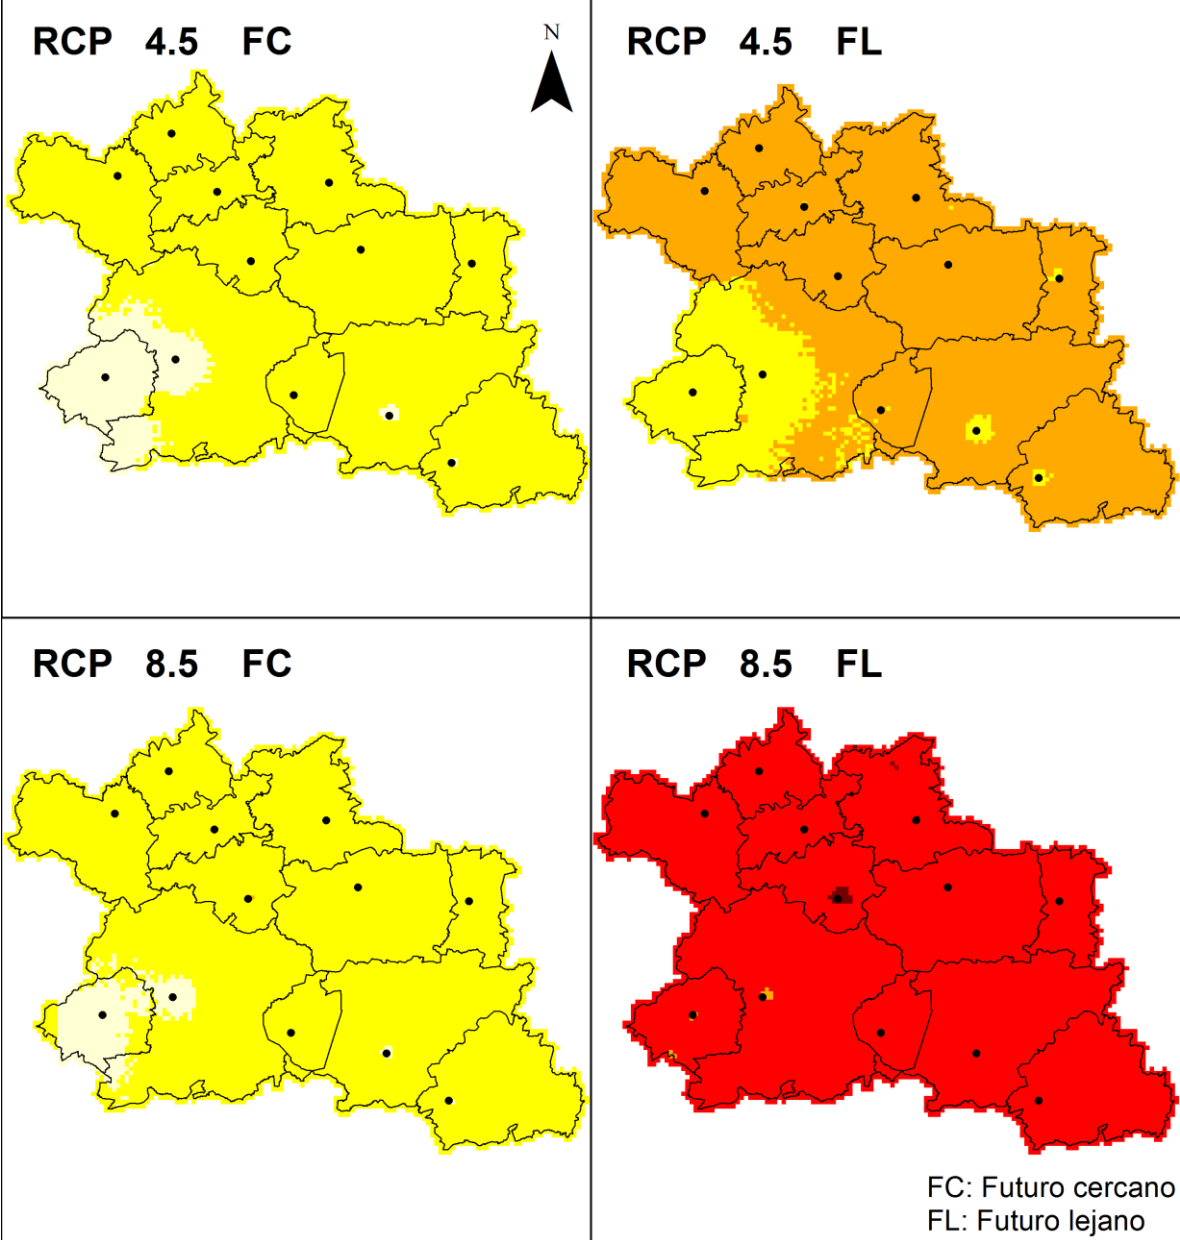 RCP 4.5 FC
N
RCP 4.5 FL
RCP 8.5 FC
RCP 8.5 FL
FC: Futuro cercano
FL: Futuro lejano